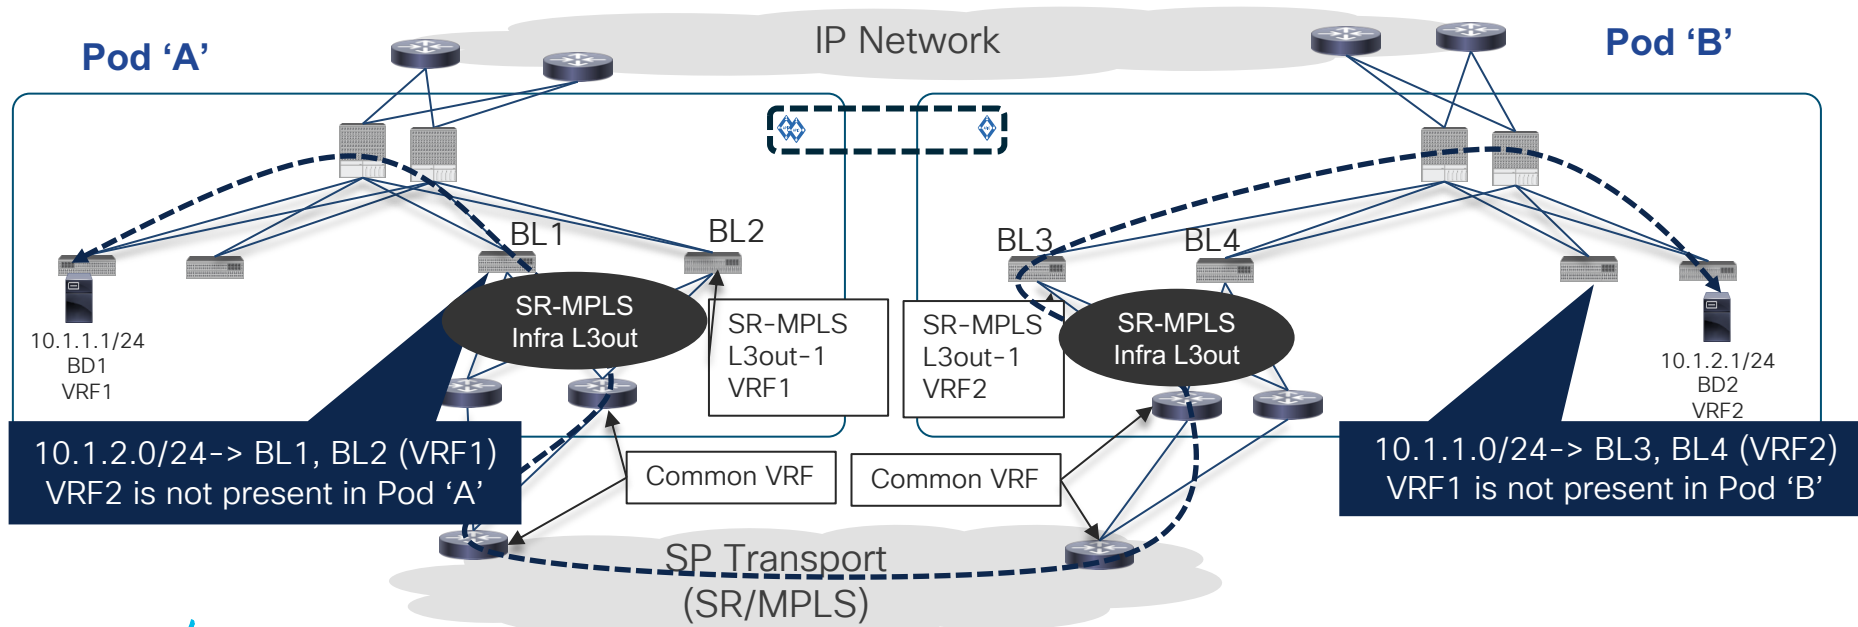 IP Network
Pod ‘A’
Pod ‘B’
BL1
BL2
BL3
BL4
SR-MPLS
Infra L3out
SR-MPLS
L3out-1
VRF1
SR-MPLS
L3out-1
VRF2
SR-MPLS
Infra L3out
10.1.1.1/24
BD1
VRF1
10.1.2.1/24
BD2
VRF2
10.1.2.0/24-> BL1, BL2 (VRF1)
VRF2 is not present in Pod ‘A’
Common VRF
Common VRF
10.1.1.0/24-> BL3, BL4 (VRF2)
VRF1 is not present in Pod ‘B’
SP Transport
(SR/MPLS)